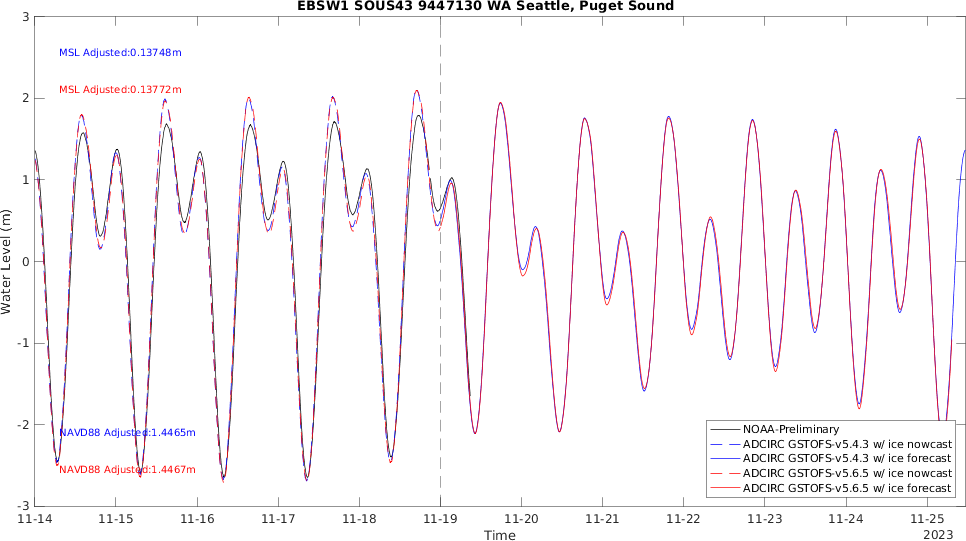 EBSW1 SOUS43 9447130 WA Seattle, Puget Sound
3
MSL Adjusted:0.13748m
MSL Adjusted:0.13772m
2
1
0
-1
-2
-3
Water Level (m)
NAVD88 Adjusted:1.4465m
NAVD88 Adjusted:1.4467m
NOAA-Preliminary
ADCIRC GSTOFS-v5.4.3 w/ ice nowcast
ADCIRC GSTOFS-v5.4.3 w/ ice forecast
ADCIRC GSTOFS-v5.6.5 w/ ice nowcast
ADCIRC GSTOFS-v5.6.5 w/ ice forecast
11-14 11-15 11-16 11-17 11-18 11-19 11-20 11-21 11-22 11-23 11-24 11-25
Time
2023